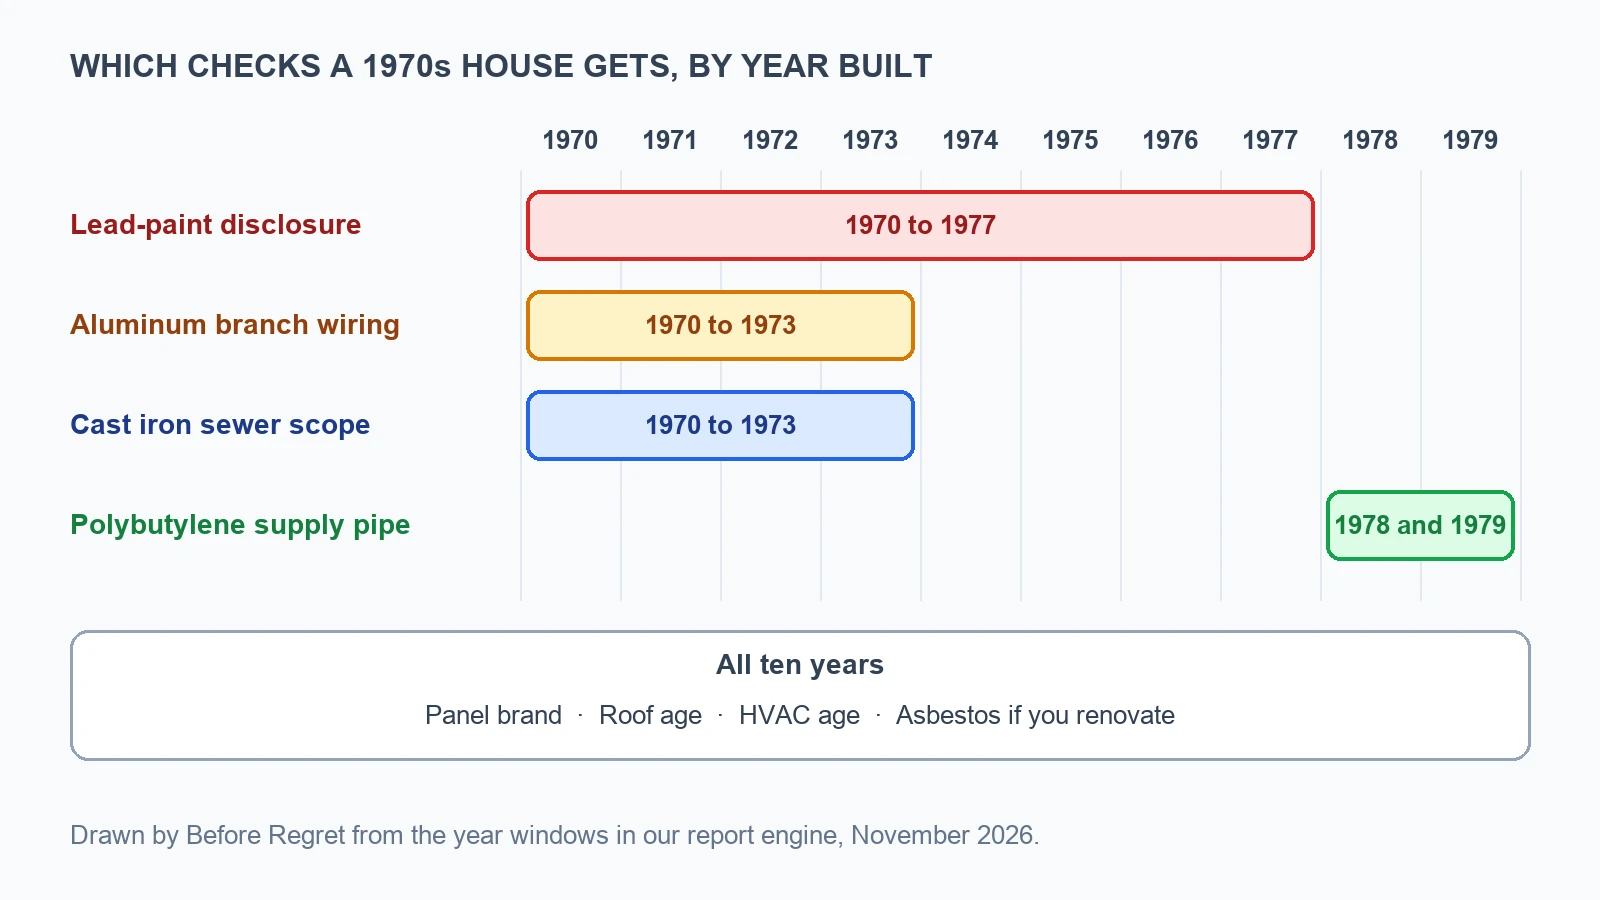 WHICH CHECKS A 1970s HOUSE GETS, BY YEAR BUILT
1970 1971 1972 1973 1974 1975 1976 1977 1978 1979
Lead-paint disclosure 1970 to 1977
Aluminum branch wiring 1970 to 1973
Cast iron sewer scope 1970 to 1973
Polybutylene supply pipe 1978 and 1979
All ten years
Panel brand · Roof age · HVAC age · Asbestos if you renovate
Drawn by Before Regret from the year windows in our report engine, November 2026.